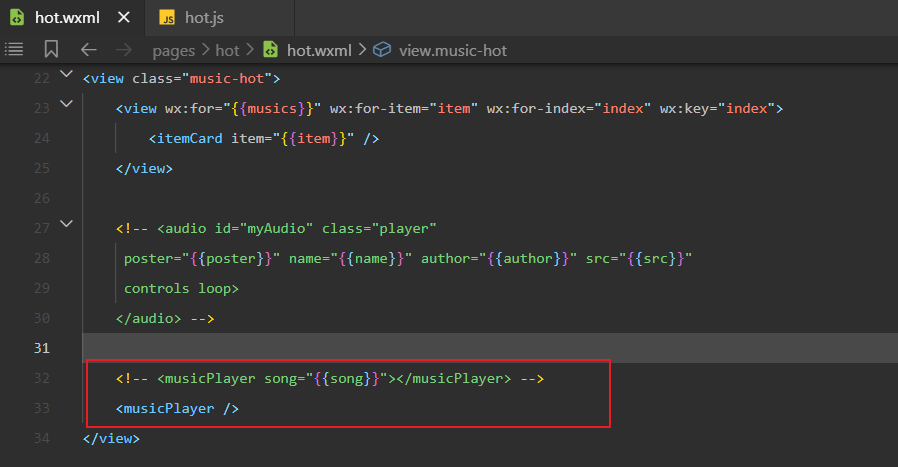 hot.wxml
JS hot.js
pages > hot > hot.wxml > view.music-hot
22 <view class="music-hot">
23 <view wx:for="{{musics}}" wx:for-item="item" wx:for-index="index" wx:key="index">
24 <itemCard item="{{item}}" />
25 </view>
26
27 <!-- <audio id="myAudio" class="player"
28 poster="{{poster}}" name="{{name}}" author="{{author}}" src="{{src}}"
29 controls loop>
30 </audio> -->
31
32 <!-- <musicPlayer song="{{song}}"></musicPlayer> -->
33 <musicPlayer />
34 </view>